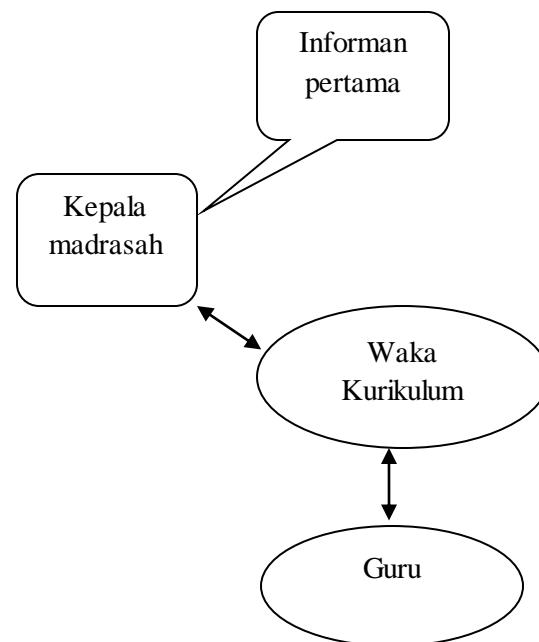 Informan
pertama
Kepala
madrasah
Waka
Kurikulum
Guru